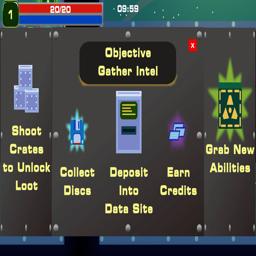 1
20/20
09:59
Objective
Gather Intel
x
Shoot
Crates
to Unlock
Loot
Collect
Discs
Deposit
Into
Data Site
Earn
Credits
Grab New
Abilities